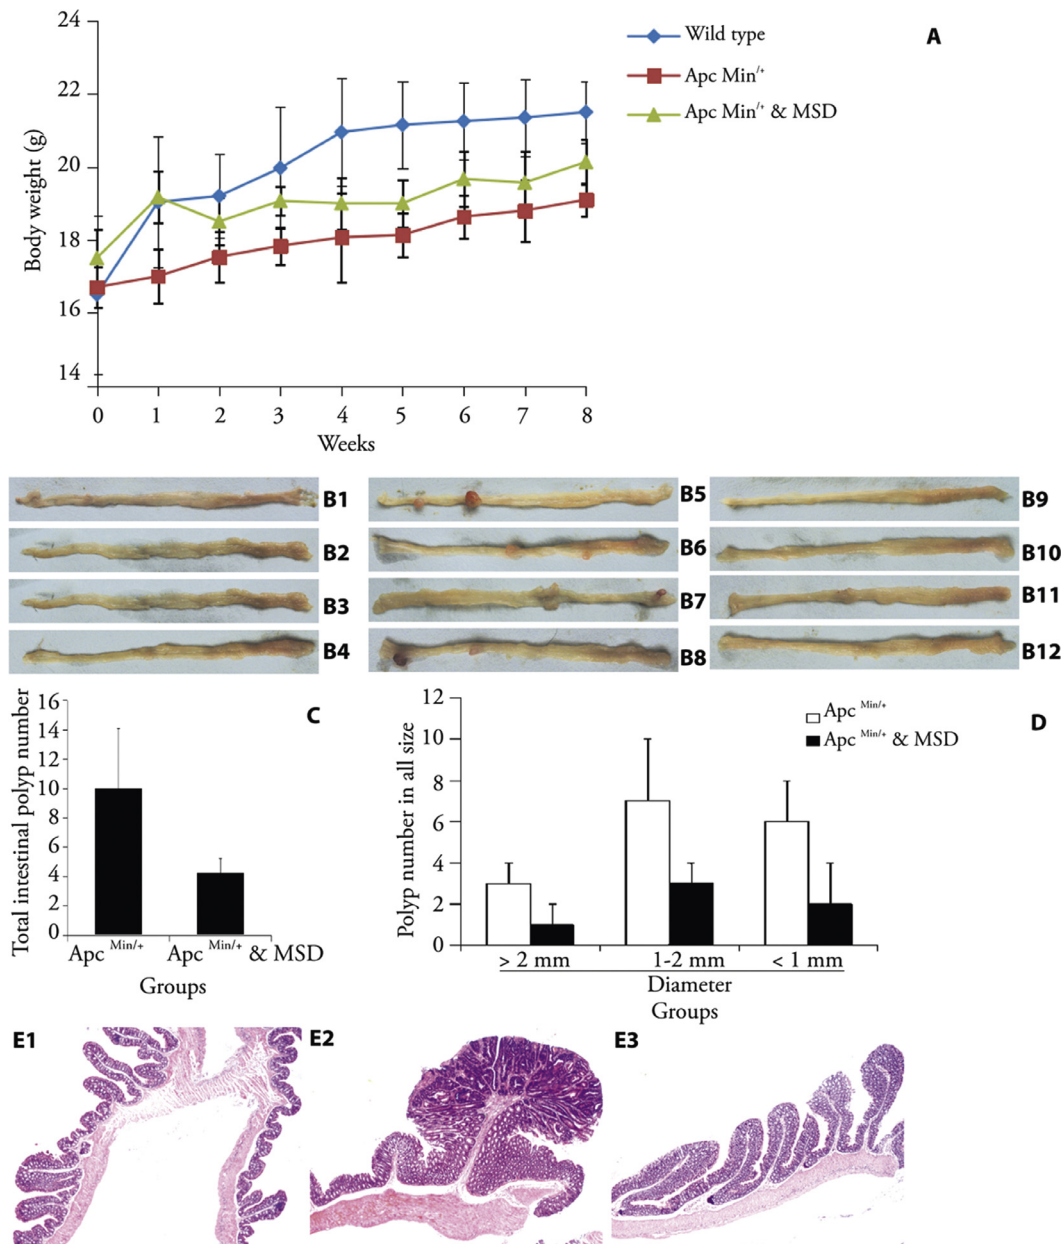 24
22
20
18
16
14
Body weight (g)
0 1 2 3 4 5 6 7 8
Weeks
Wild type
Apc Min/+
Apc Min/+ & MSD
A
B1
B2
B3
B4
B5
B6
B7
B8
B9
B10
B11
B12
Total intestinal polyp number
16
14
12
10
8
6
4
2
0
Apc Min/+ Apc Min/+ & MSD
Groups
C
Polyp number in all size
12
10
8
6
4
2
0
Apc Min/+
Apc Min/+ & MSD
D
> 2 mm 1-2 mm < 1 mm
Diameter
Groups
E1
E2
E3